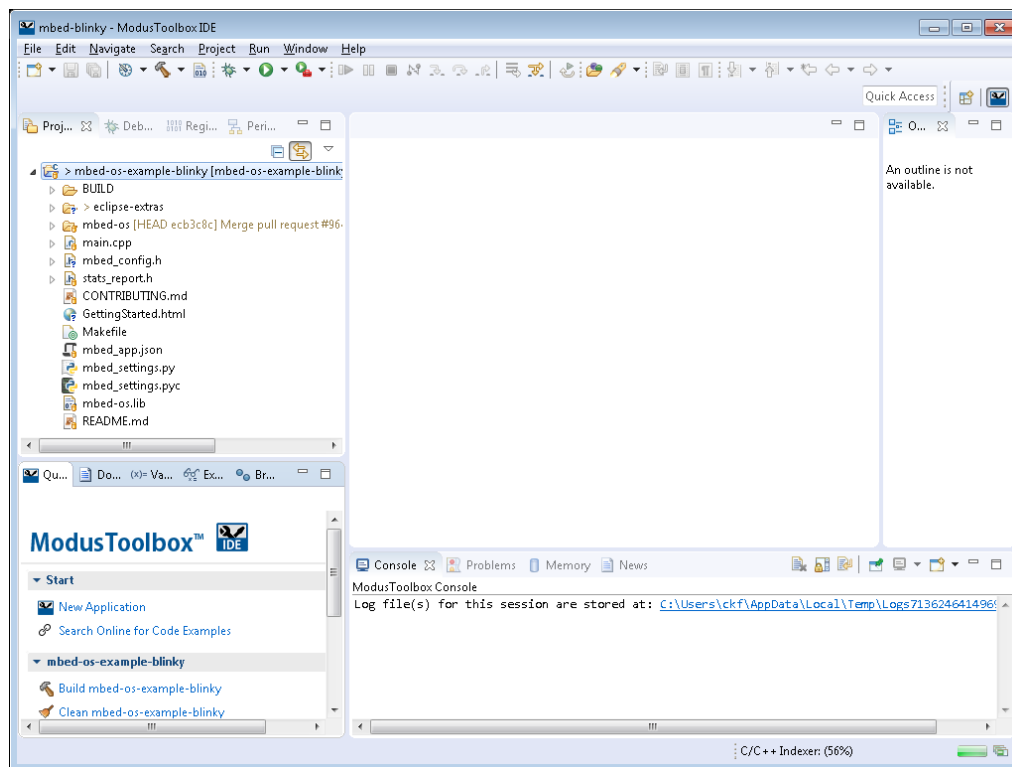 mbed-blinky - ModusToolbox IDE
File Edit Navigate Search Project Run Window Help
Quick Access
Proj... Deb... Regi... Peri...
O...
> mbed-os-example-blinky [mbed-os-example-blink
An outline is not
available.
BUILD
> eclipse-extras
mbed-os [HEAD ecb3c8c] Merge pull request #96
main.cpp
mbed_config.h
stats_report.h
CONTRIBUTING.md
GettingStarted.html
Makefile
mbed_app.json
mbed_settings.py
mbed_settings.pyc
mbed-os.lib
README.md
Qu... Do... (x)= Va... Ex... Br...
ModusToolbox™ IDE
Start
New Application
Search Online for Code Examples
mbed-os-example-blinky
Build mbed-os-example-blinky
Clean mbed-os-example-blinky
Console Problems Memory News
ModusToolbox Console
Log file(s) for this session are stored at: C:\Users\ckf\AppData\Local\Temp\Logs713624641496
C/C++ Indexer: (56%)